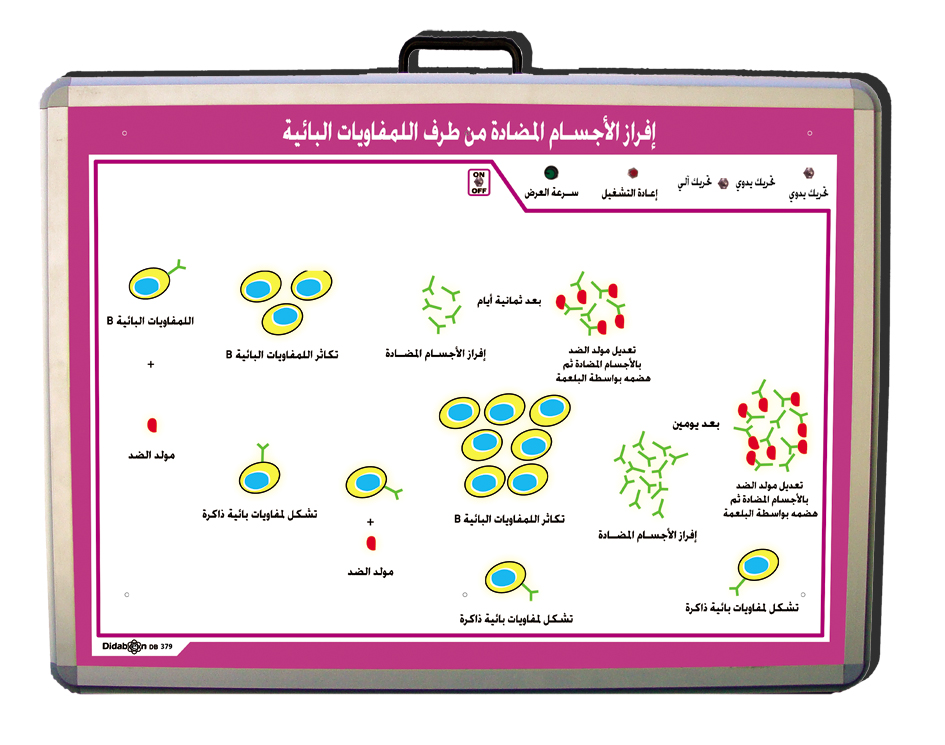 إفراز الأجسام المضادة من طرف اللمفاويات البائية
ON
OFF
سرعة العرض
إعادة التشغيل
تحريك آلي
تحريك يدوي
تحريك يدوي
اللمفاويات البائية B
+
مولد الضد
تكاثر اللمفاويات البائية B
إفراز الأجسام المضادة
بعد ثمانية أيام
تعديل مولد الضد
بالأجسام المضادة ثم
هضمه بواسطة البلعمة
تشكل لمفاويات بائية ذاكرة
+
مولد الضد
تكاثر اللمفاويات البائية B
إفراز الأجسام المضادة
بعد يومين
تعديل مولد الضد
بالأجسام المضادة ثم
هضمه بواسطة البلعمة
تشكل لمفاويات بائية ذاكرة
تشكل لمفاويات بائية ذاكرة
Didabon DB 379